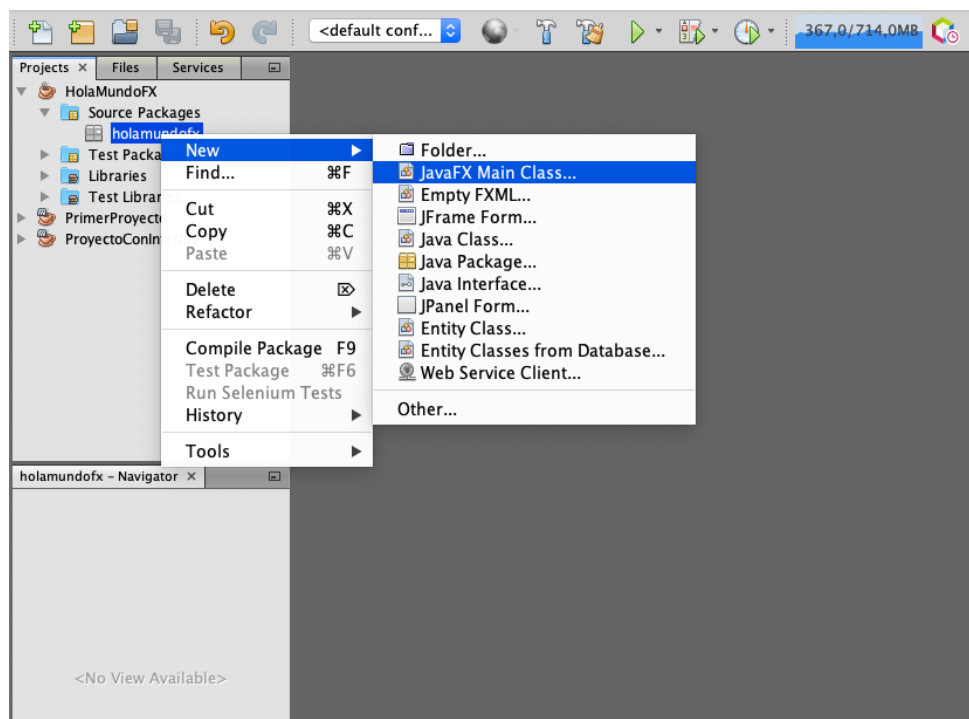 <default conf...
367,0/714,0MB
Projects × Files Services
HolaMundoFX
Source Packages
holamundofx
Test Packa
Libraries
Test Librar
PrimerProyect
ProyectoConIn
New
Find... ⌘F
Cut ⌘X
Copy ⌘C
Paste ⌘V
Delete ⌦
Refactor
Compile Package F9
Test Package ⌘F6
Run Selenium Tests
History
Tools
Folder...
JavaFX Main Class...
Empty FXML...
JFrame Form...
Java Class...
Java Package...
Java Interface...
JPanel Form...
Entity Class...
Entity Classes from Database...
Web Service Client...
Other...
holamundofx - Navigator ×
<No View Available>